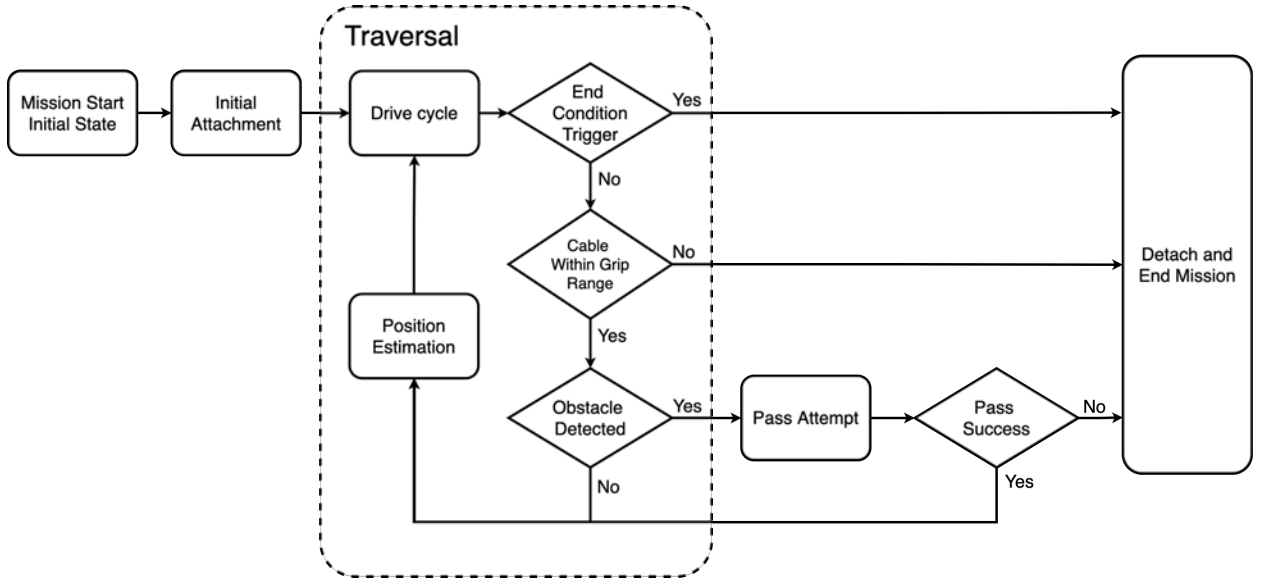 Traversal
Mission Start
Initial State
Initial
Attachment
Drive cycle
End
Condition
Trigger
Yes
No
Cable
Within Grip
Range
No
Yes
Detach and
End Mission
Position
Estimation
Obstacle
Detected
Yes
No
Pass Attempt
Pass
Success
No
Yes